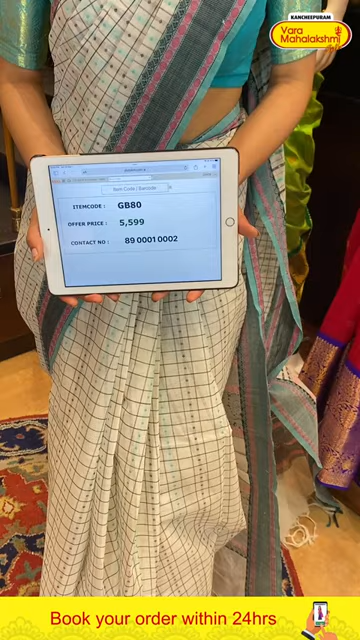 KANCHEEPURAM
Vara
Mahalakshmi
Item Code | Barcode
ITEMCODE : GB80
OFFER PRICE : 5,599
CONTACT NO : 89 0001 0002
Book your order within 24hrs